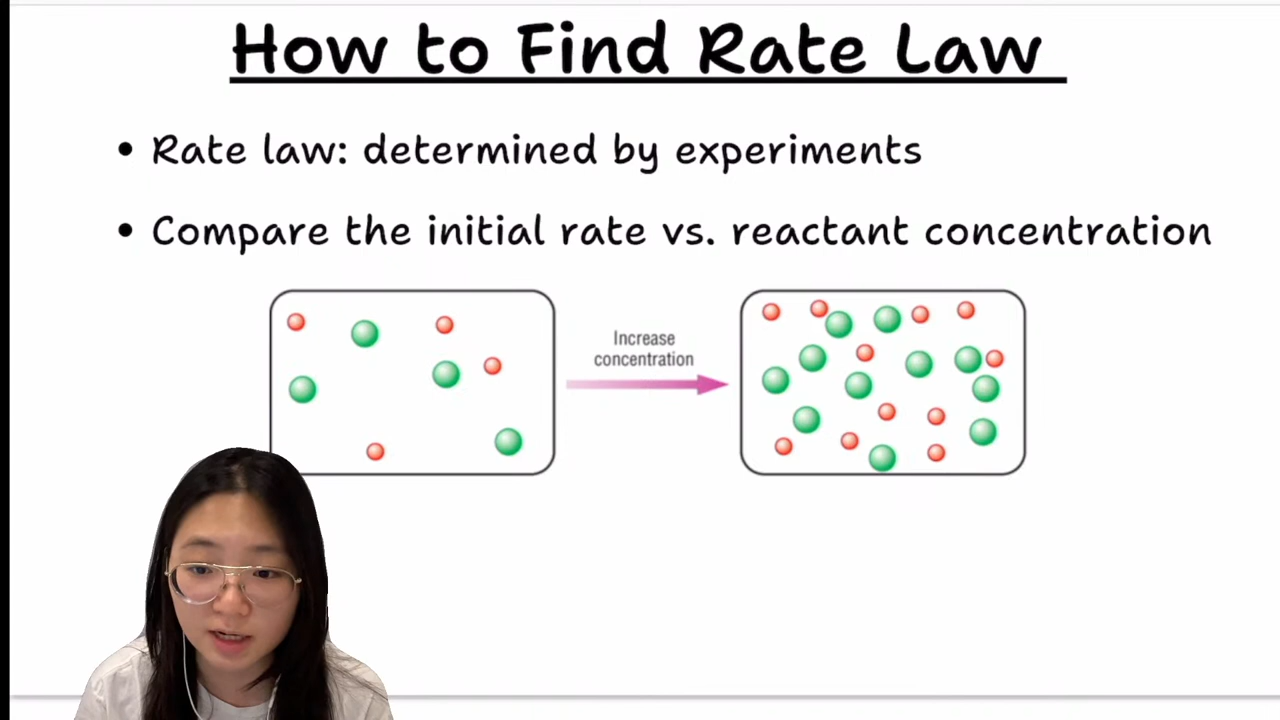 How to Find Rate Law
• Rate law: determined by experiments
• Compare the initial rate vs. reactant concentration
Increase
concentration